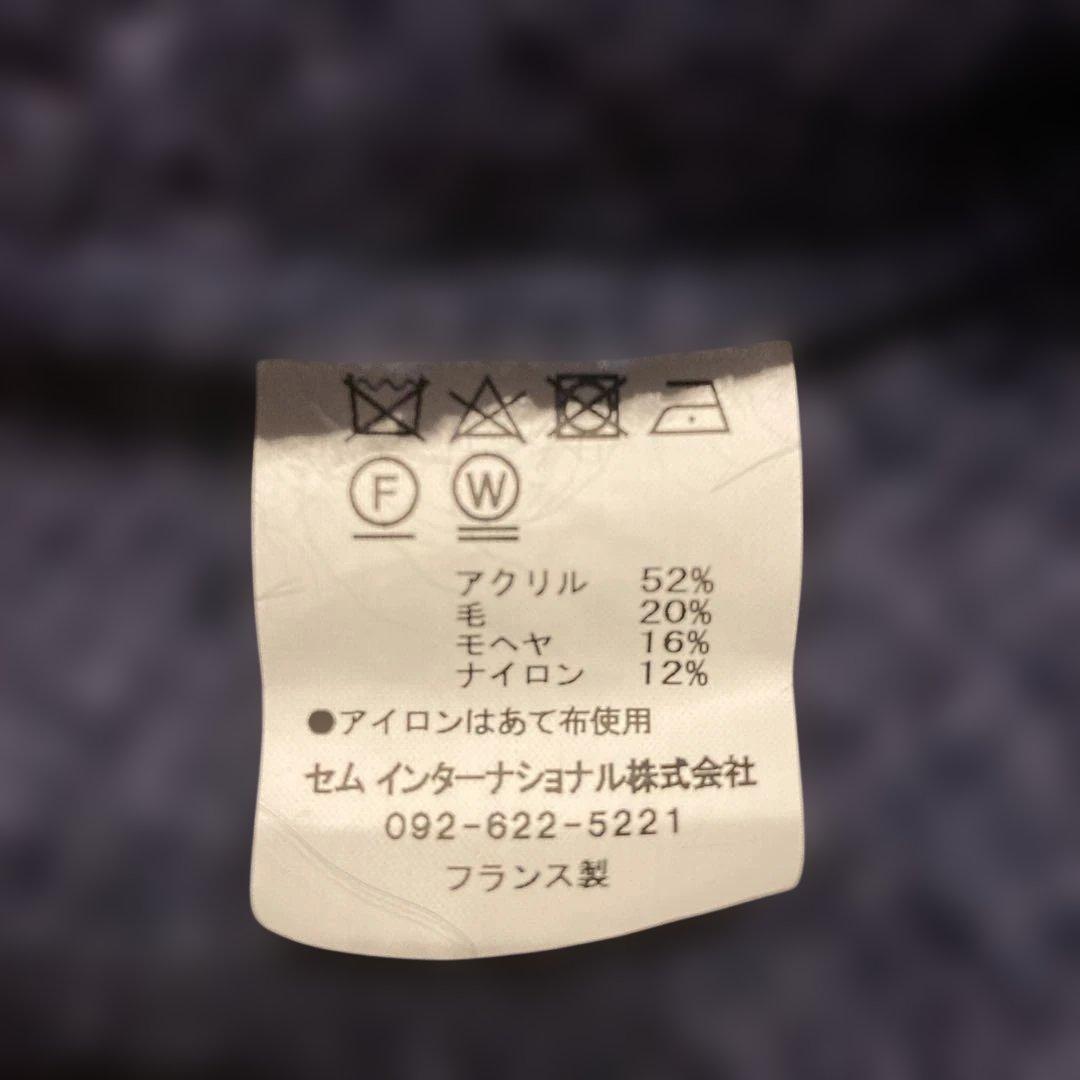 F W
アクリル 52%
毛 20%
モヘヤ 16%
ナイロン 12%
●アイロンはあて布使用
セム インターナショナル株式会社
092-622-5221
フランス製